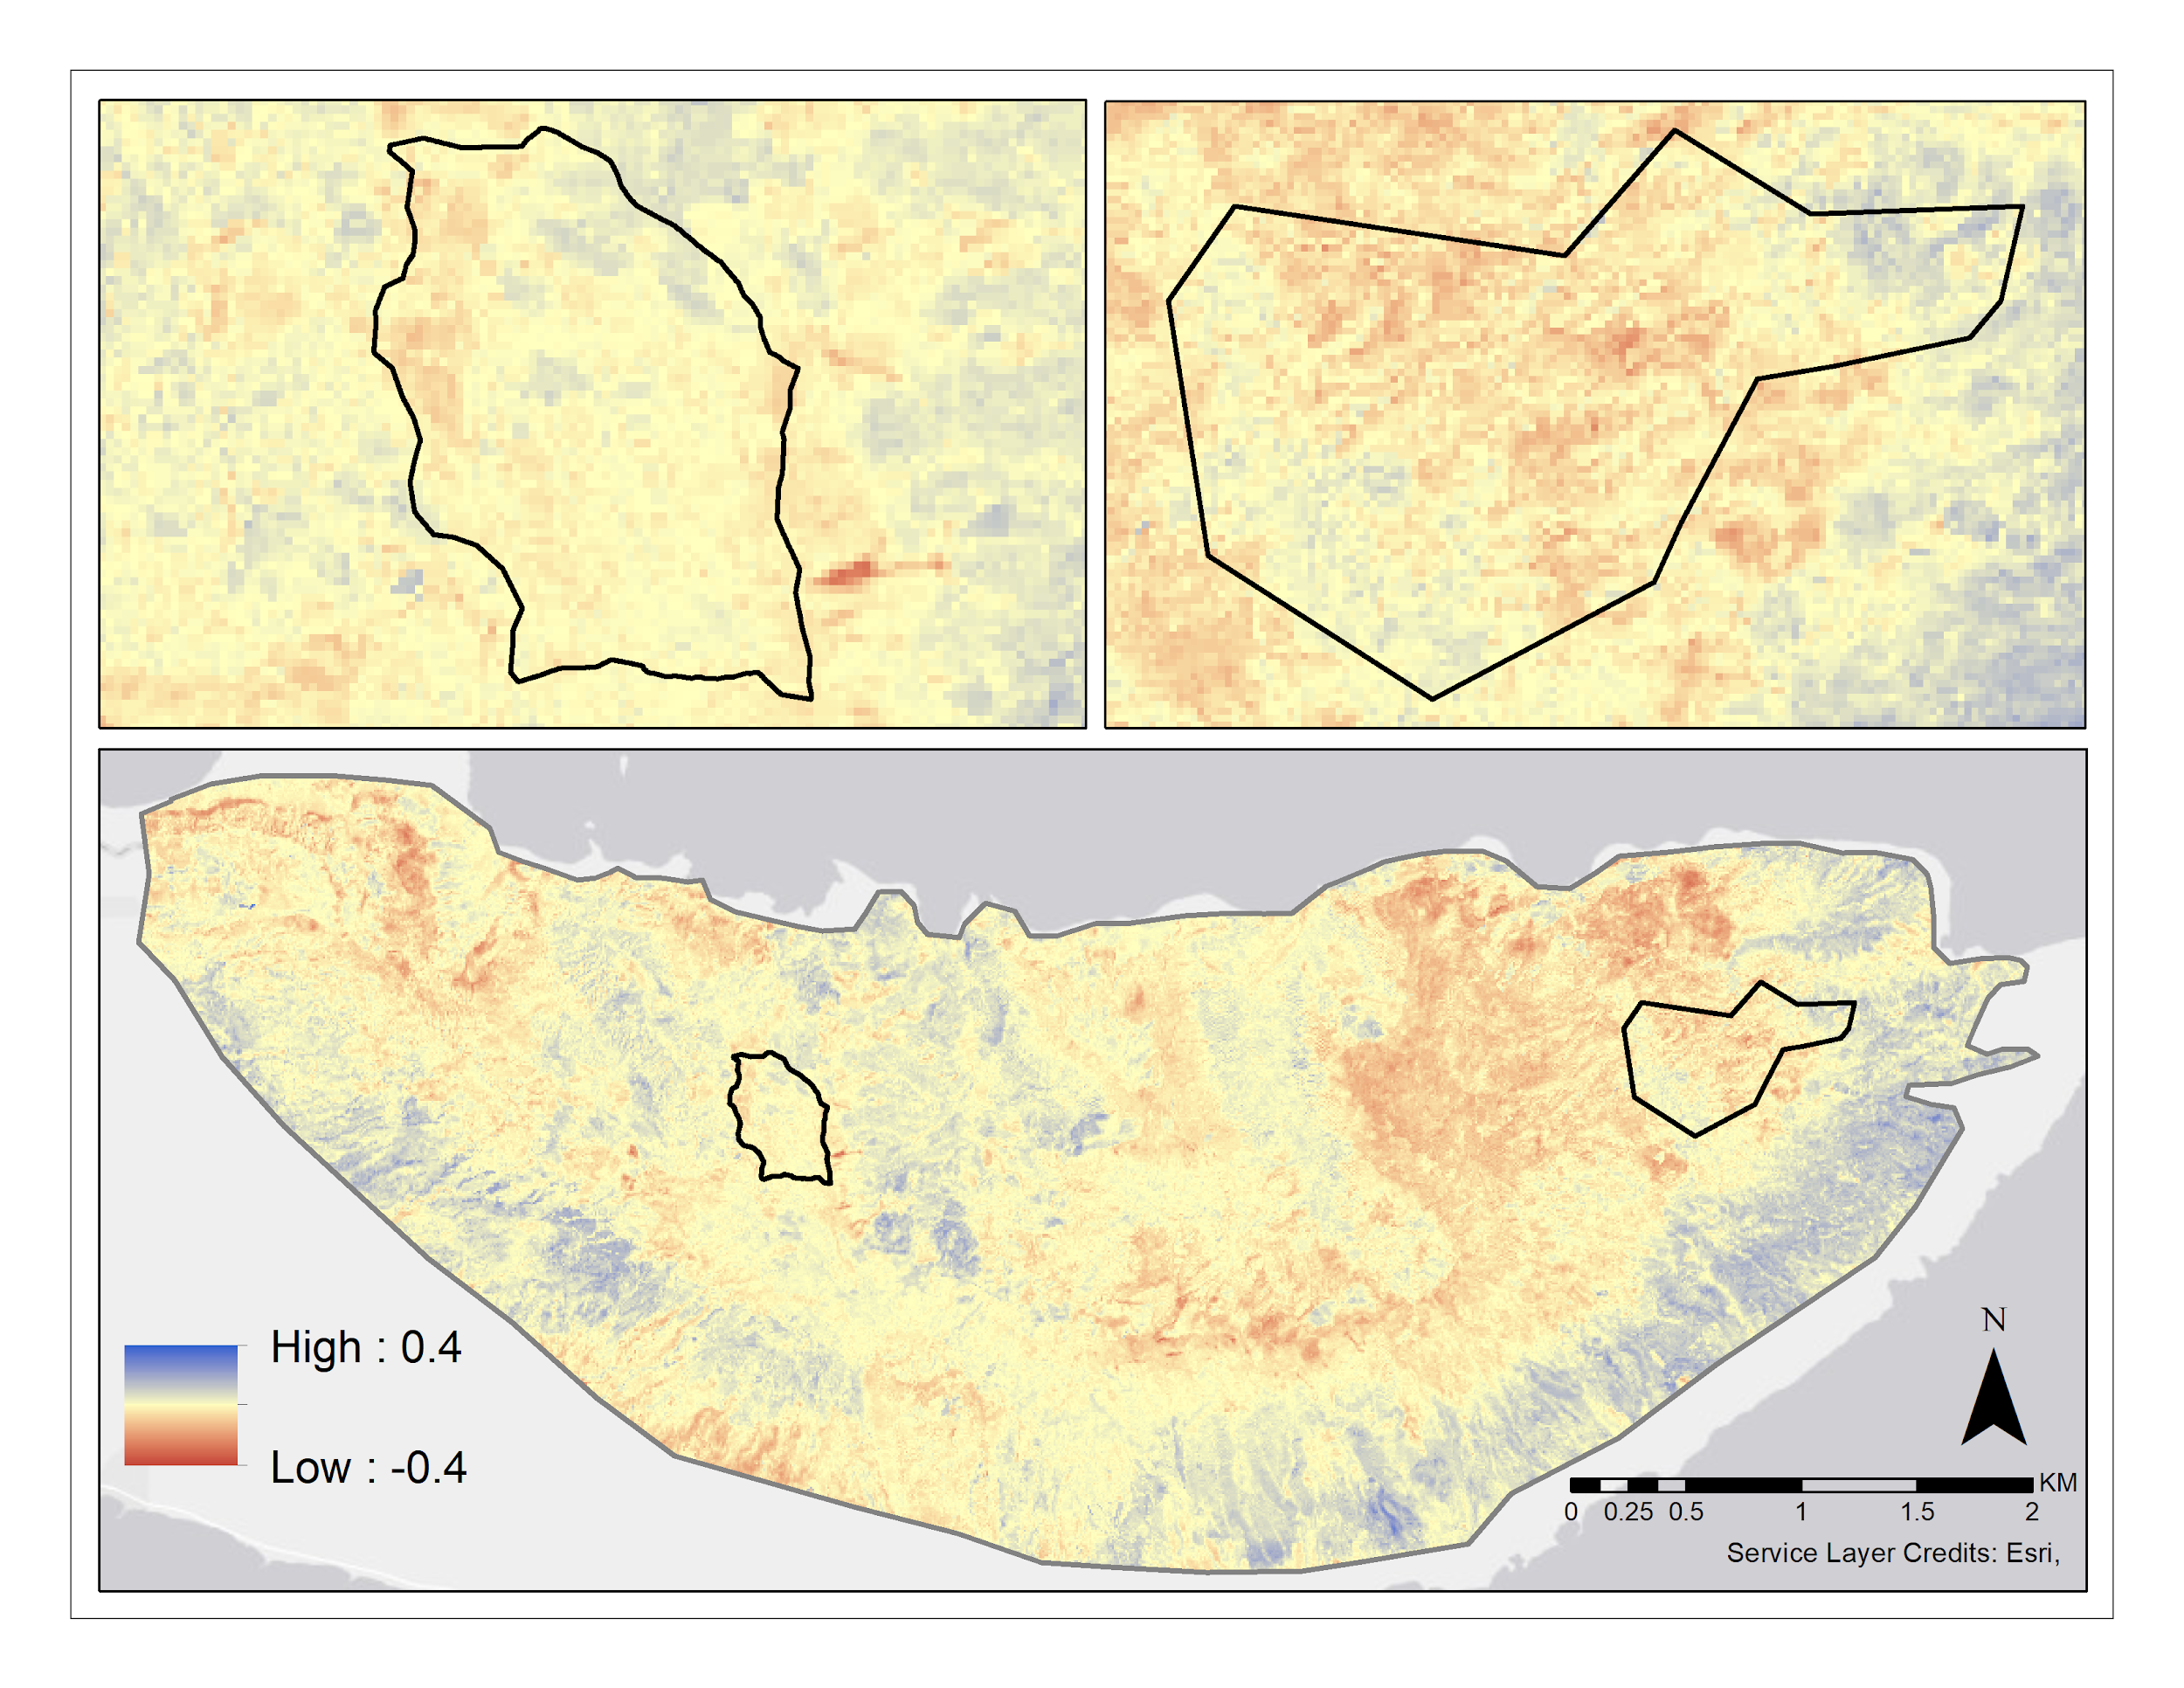 High : 0.4
Low : -0.4
N
KM
0 0.25 0.5 1 1.5 2
Service Layer Credits: Esri,